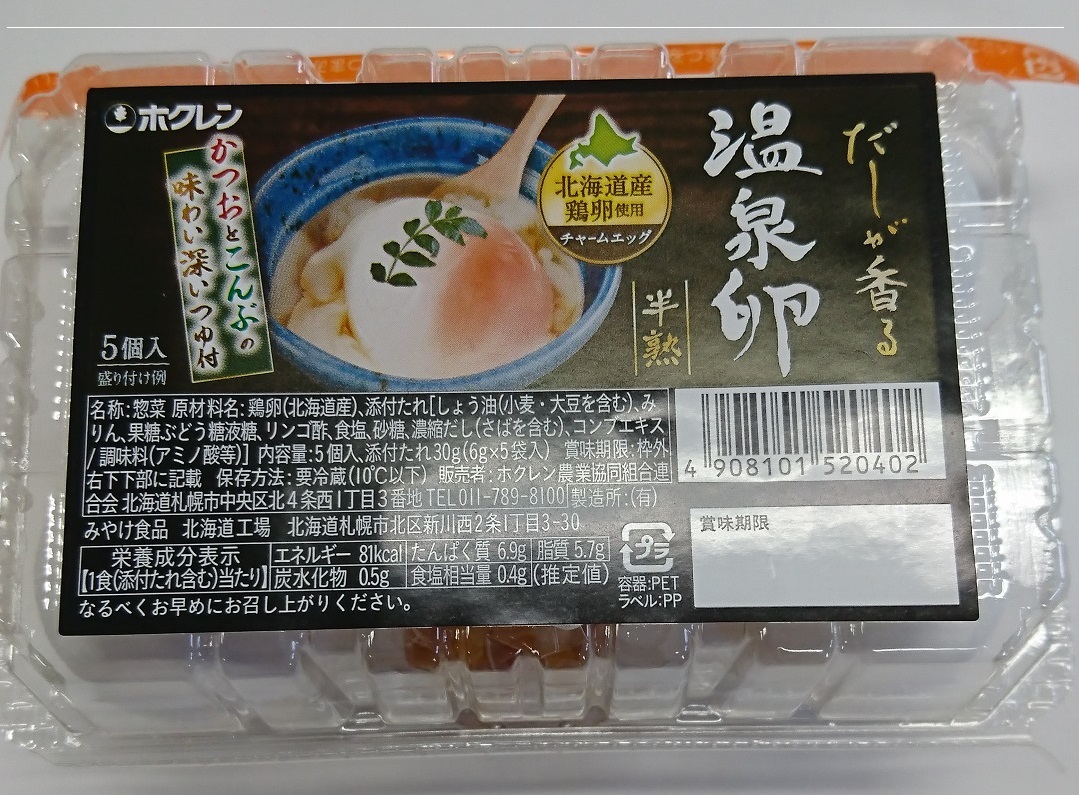 ホクレン
かつおとこんぶの
味わい深いつゆ付
5個入
盛り付け例
北海道産
鶏卵使用
チャームエッグ
だしが香る
温泉卵
半熟
名称:惣菜 原材料名:鶏卵(北海道産)、添付たれ[しょう油(小麦・大豆を含む)、み
りん、果糖ぶどう糖液糖、リンゴ酢、食塩、砂糖、濃縮だし(さばを含む)、コンブエキス
/調味料(アミノ酸等)] 内容量:5個入、添付たれ30g(6g×5袋入) 賞味期限:枠外
右下下部に記載 保存方法:要冷蔵(10℃以下) 販売者:ホクレン農業協同組合連
合会 北海道札幌市中央区北4条西1丁目3番地 TEL011-789-8100 製造所:(有)
みやけ食品 北海道工場 北海道札幌市北区新川西2条1丁目3-30
栄養成分表示
【1食(添付たれ含む)当たり】
エネルギー 81kcal たんぱく質 6.9g 脂質 5.7g
炭水化物 0.5g 食塩相当量 0.4g (推定値)
なるべくお早めにお召し上がりください。
プラ
容器:PET
ラベル:PP
4 908101 520402
賞味期限